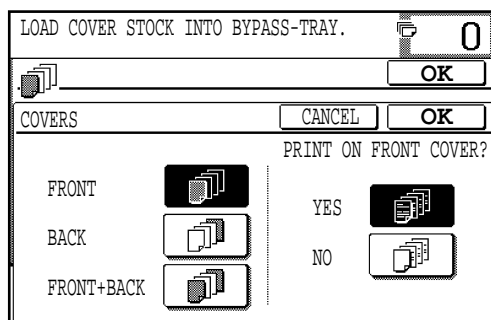 LOAD COVER STOCK INTO BYPASS-TRAY.
0
OK
COVERS
CANCEL
OK
PRINT ON FRONT COVER?
FRONT
YES
BACK
NO
FRONT+BACK